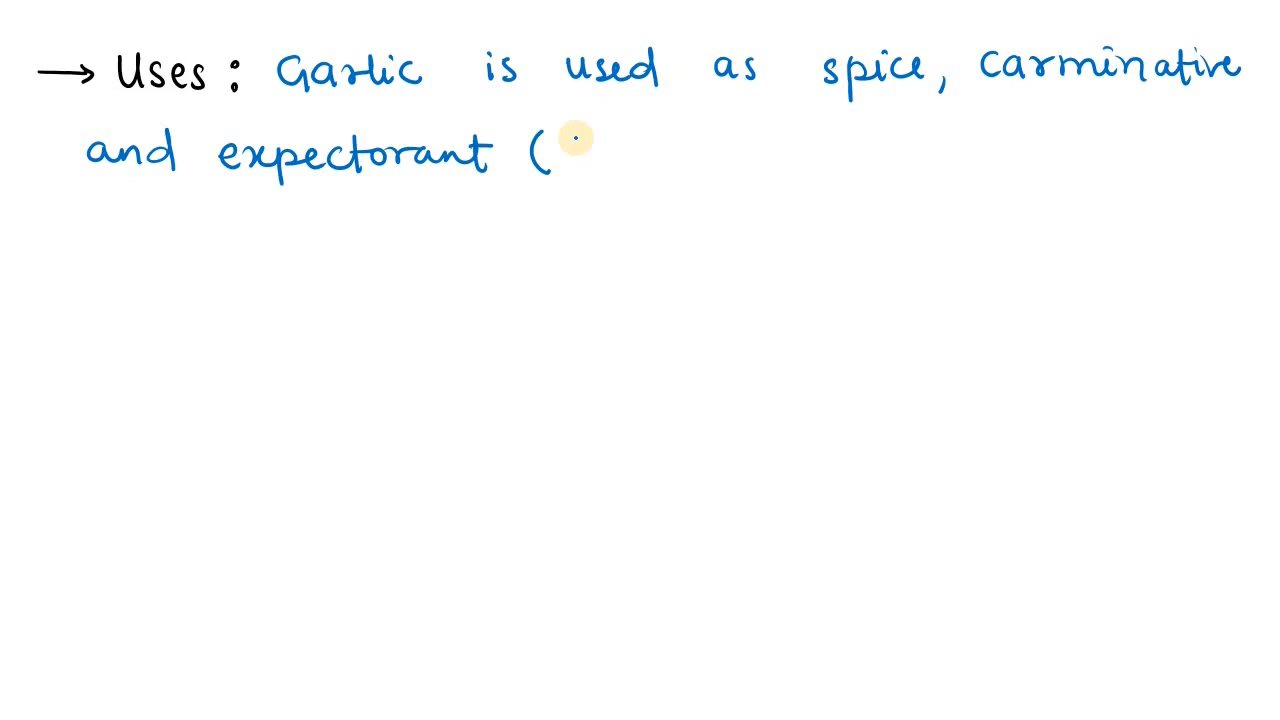 → Uses: Garlic is used as spice, carminative
and expectorant (